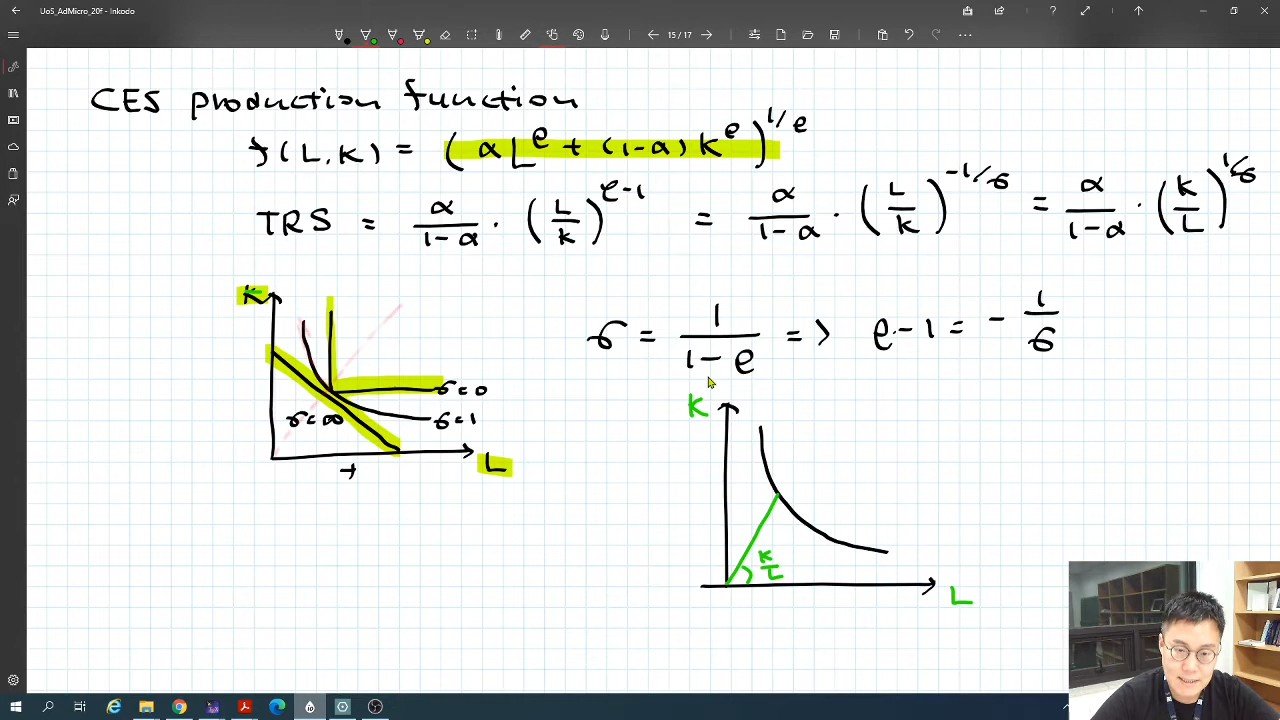 UoS_AdMicro_20F - Inkodo
15 / 17
CES production function
f(L,K) = (αL^ρ + (1-α)K^ρ)^1/ρ
TRS = α/1-α · (L/K)^ρ-1 = α/1-α · (L/K)^-1/σ = α/1-α · (K/L)^1/σ
σ = 1/1-ρ => ρ-1 = -1/σ
K
σ=0
σ=∞
σ=1
L
K
K/L
L